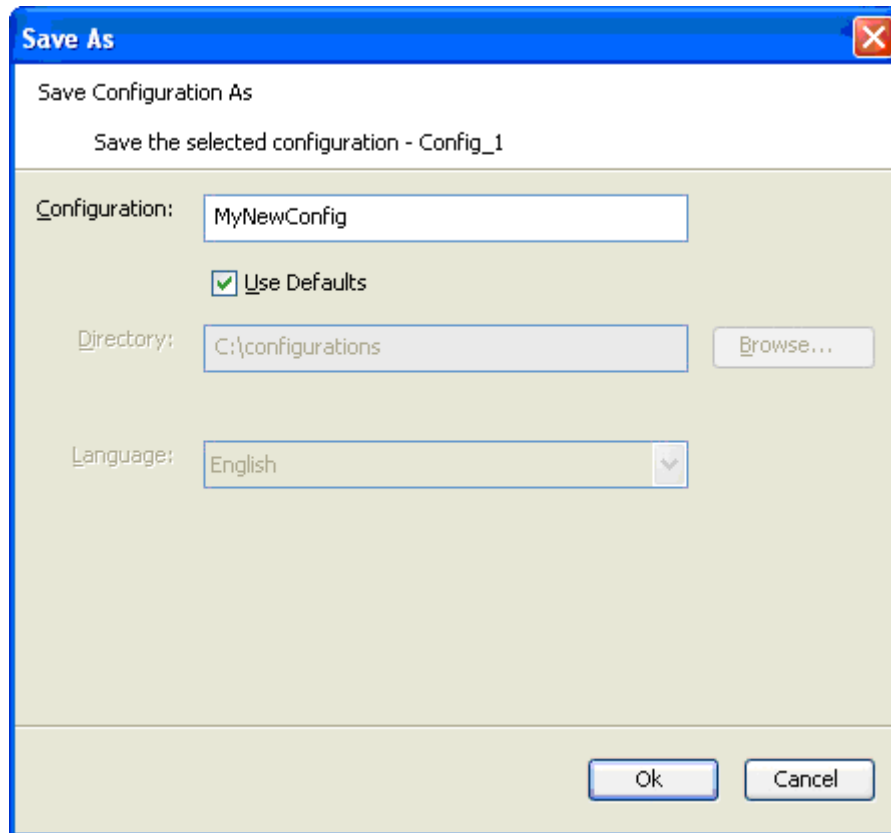 Save As
Save Configuration As
Save the selected configuration - Config_1
Configuration: MyNewConfig
Use Defaults
Directory: C:\configurations Browse...
Language: English
Ok Cancel